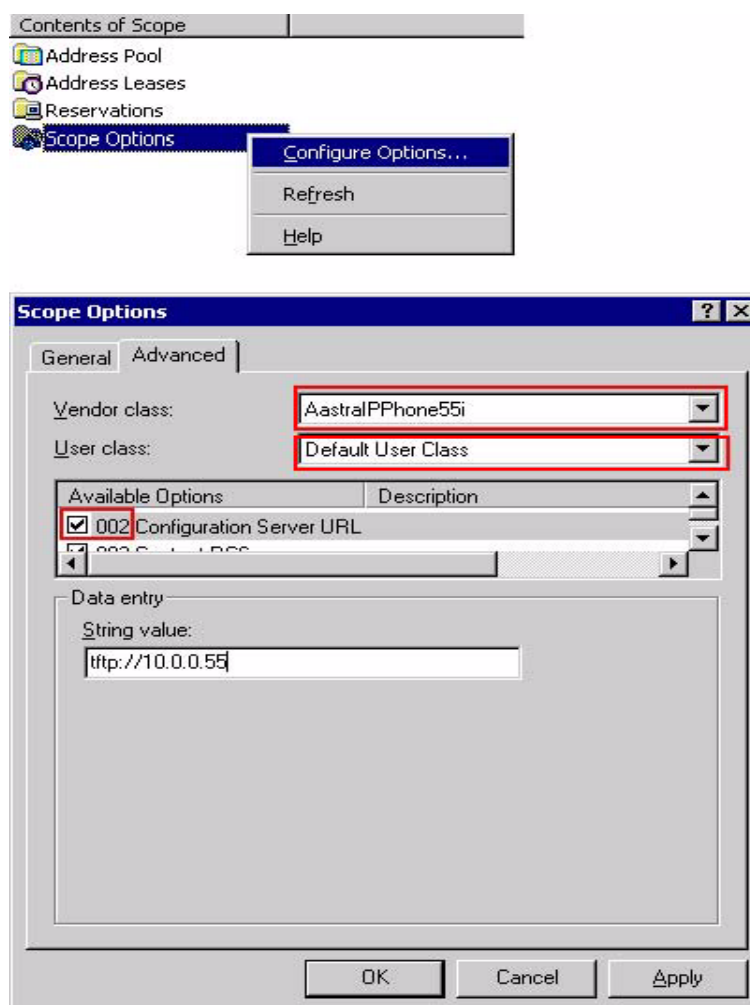 Contents of Scope
Address Pool
Address Leases
Reservations
Scope Options
Configure Options...
Refresh
Help
Scope Options
General
Advanced
Vendor class:
AastraIPPhone55i
User class:
Default User Class
Available Options Description
002 Configuration Server URL
Data entry
String value:
tftp://10.0.0.55
OK Cancel Apply